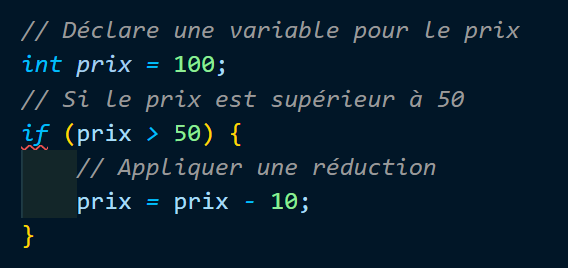 // Déclare une variable pour le prix
int prix = 100;
// Si le prix est supérieur à 50
if (prix > 50) {
    // Appliquer une réduction
    prix = prix - 10;
}